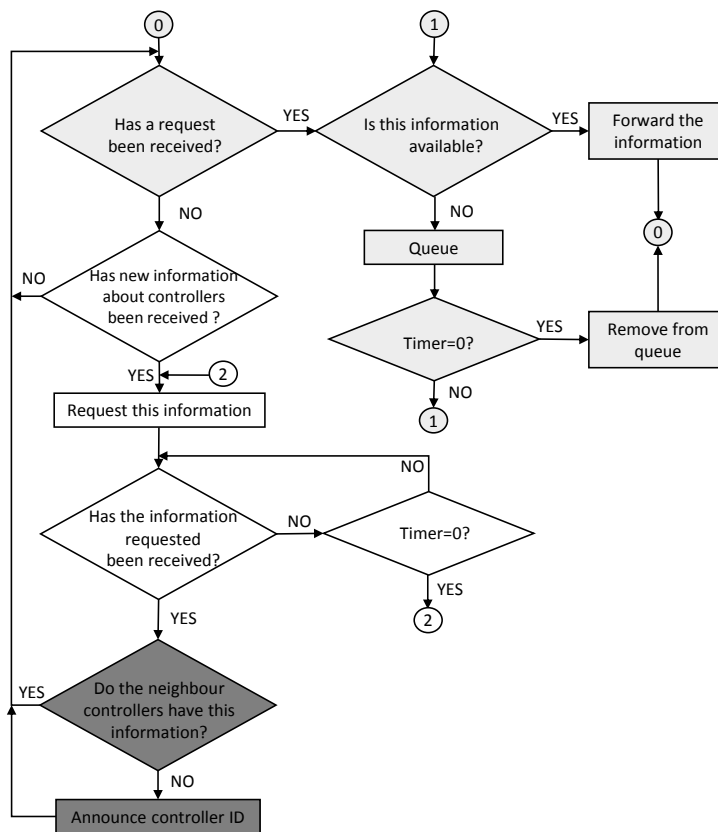 0
1
Has a request
been received?
YES
Is this information
available?
YES
Forward the
information
NO
NO
0
Queue
NO
Has new information
about controllers
been received ?
Timer=0?
YES
Remove from
queue
YES
2
NO
1
Request this information
NO
Has the information
requested
been received?
NO
Timer=0?
YES
YES
2
YES
Do the neighbour
controllers have this
information?
NO
Announce controller ID